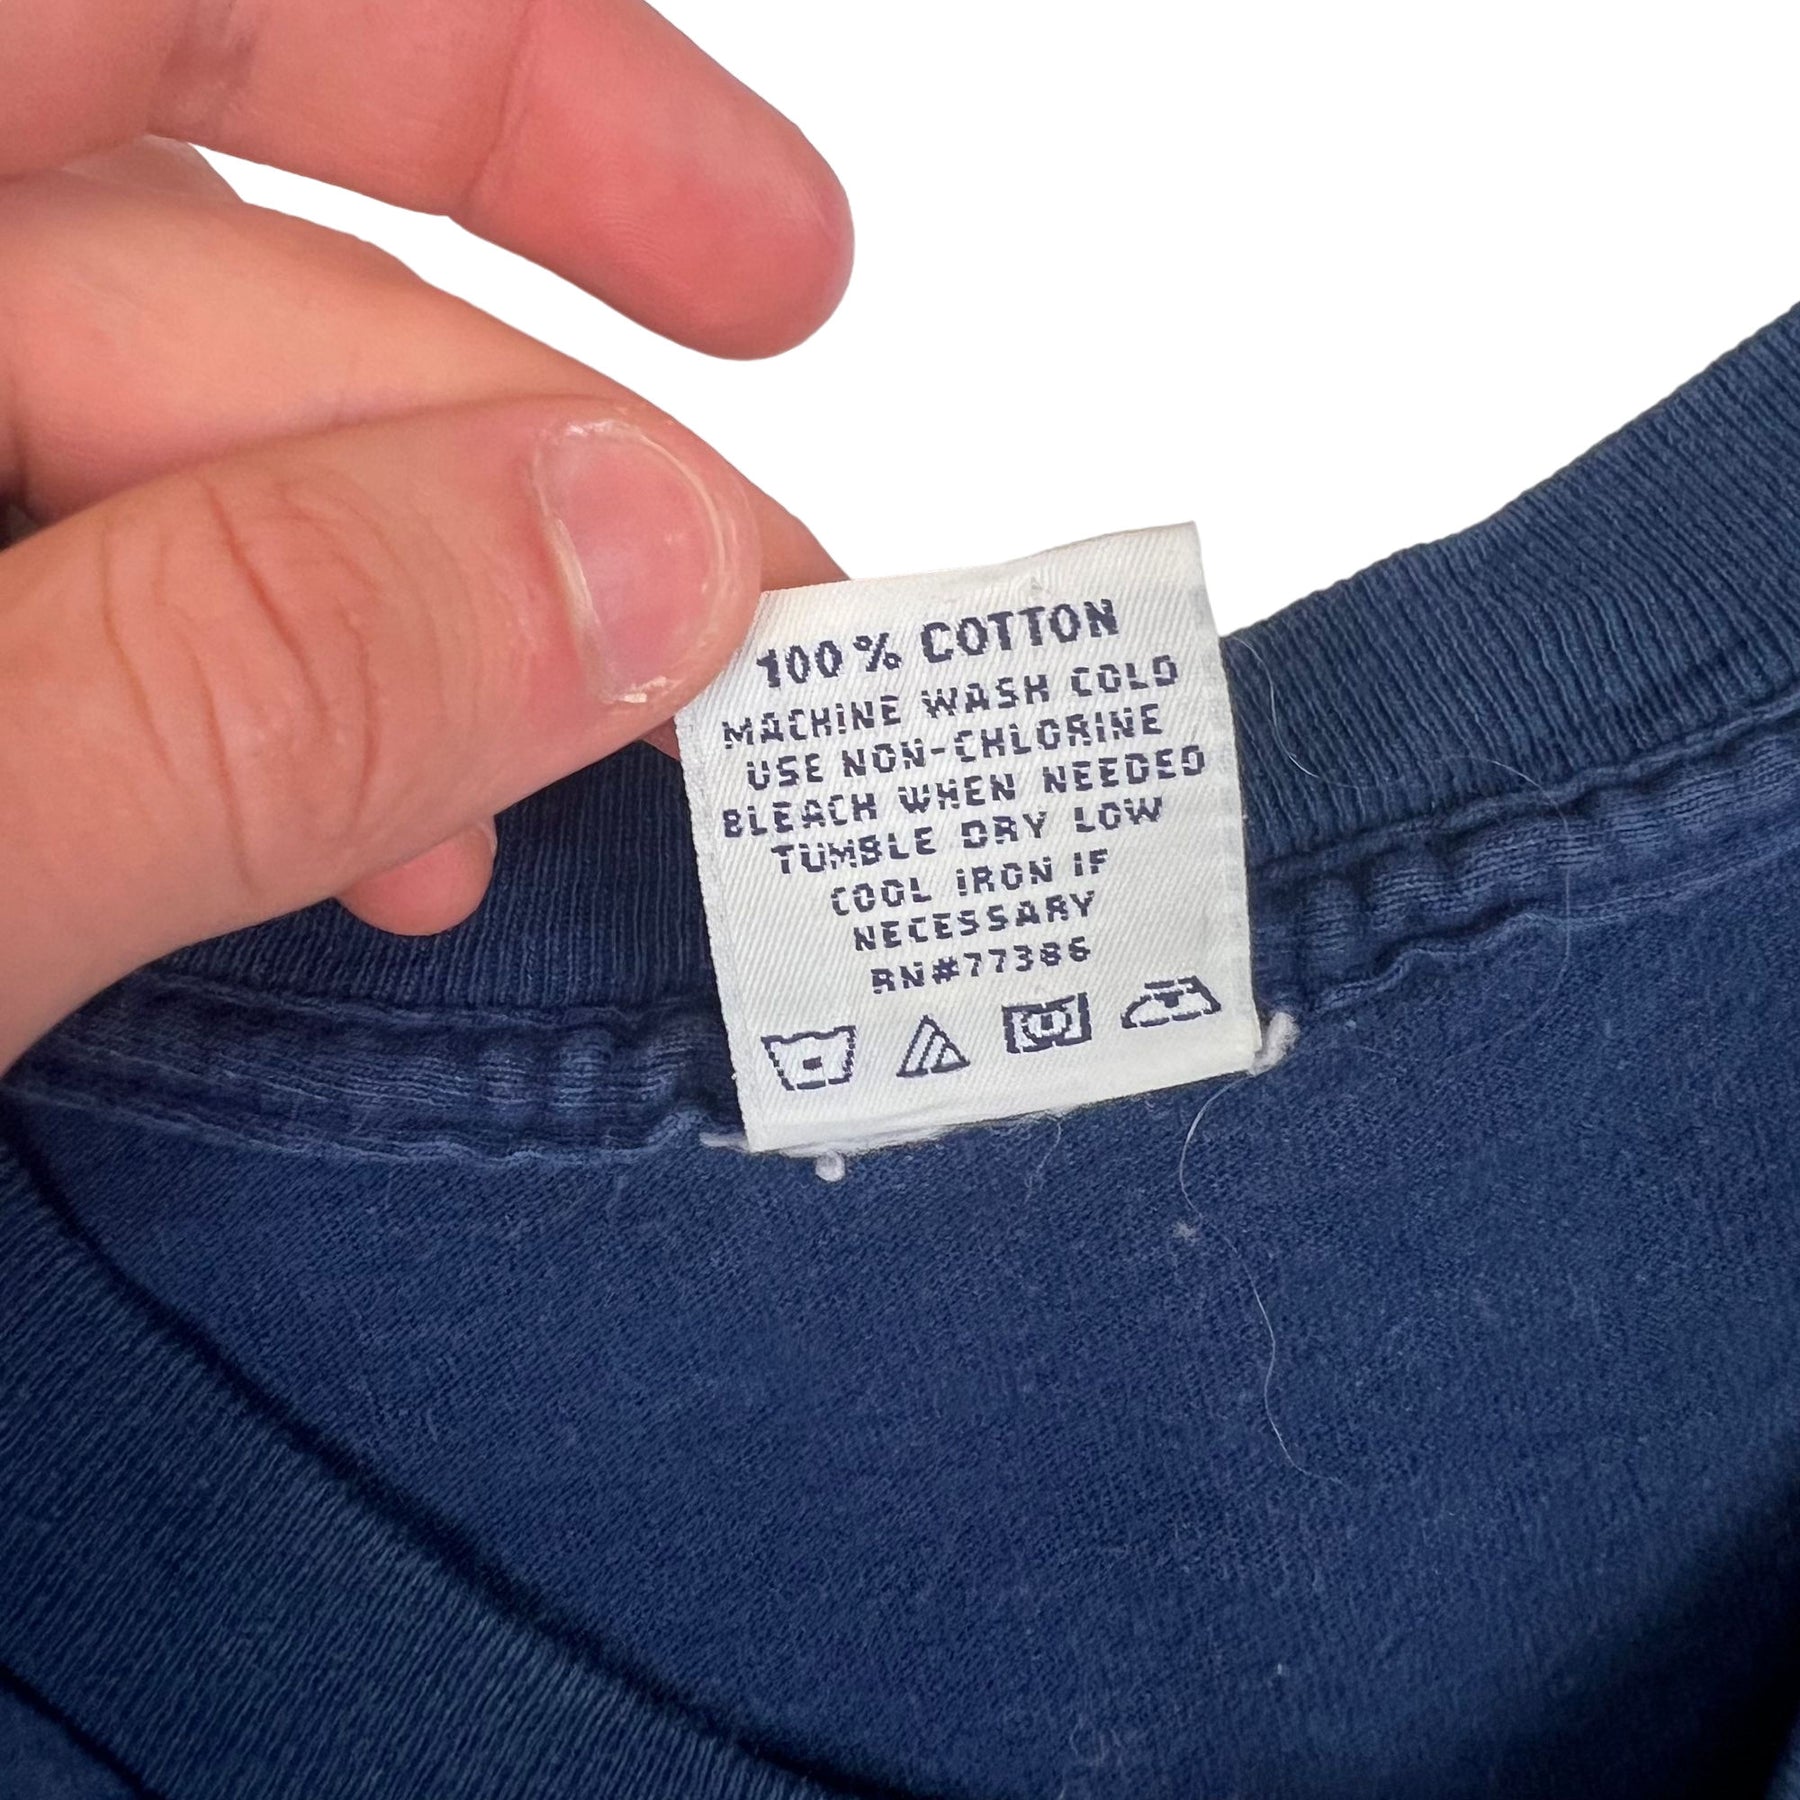 100% COTTON
MACHINE WASH COLD
USE NON-CHLORINE
BLEACH WHEN NEEDED
TUMBLE DRY LOW
COOL IRON IF
NECESSARY
RN#77386